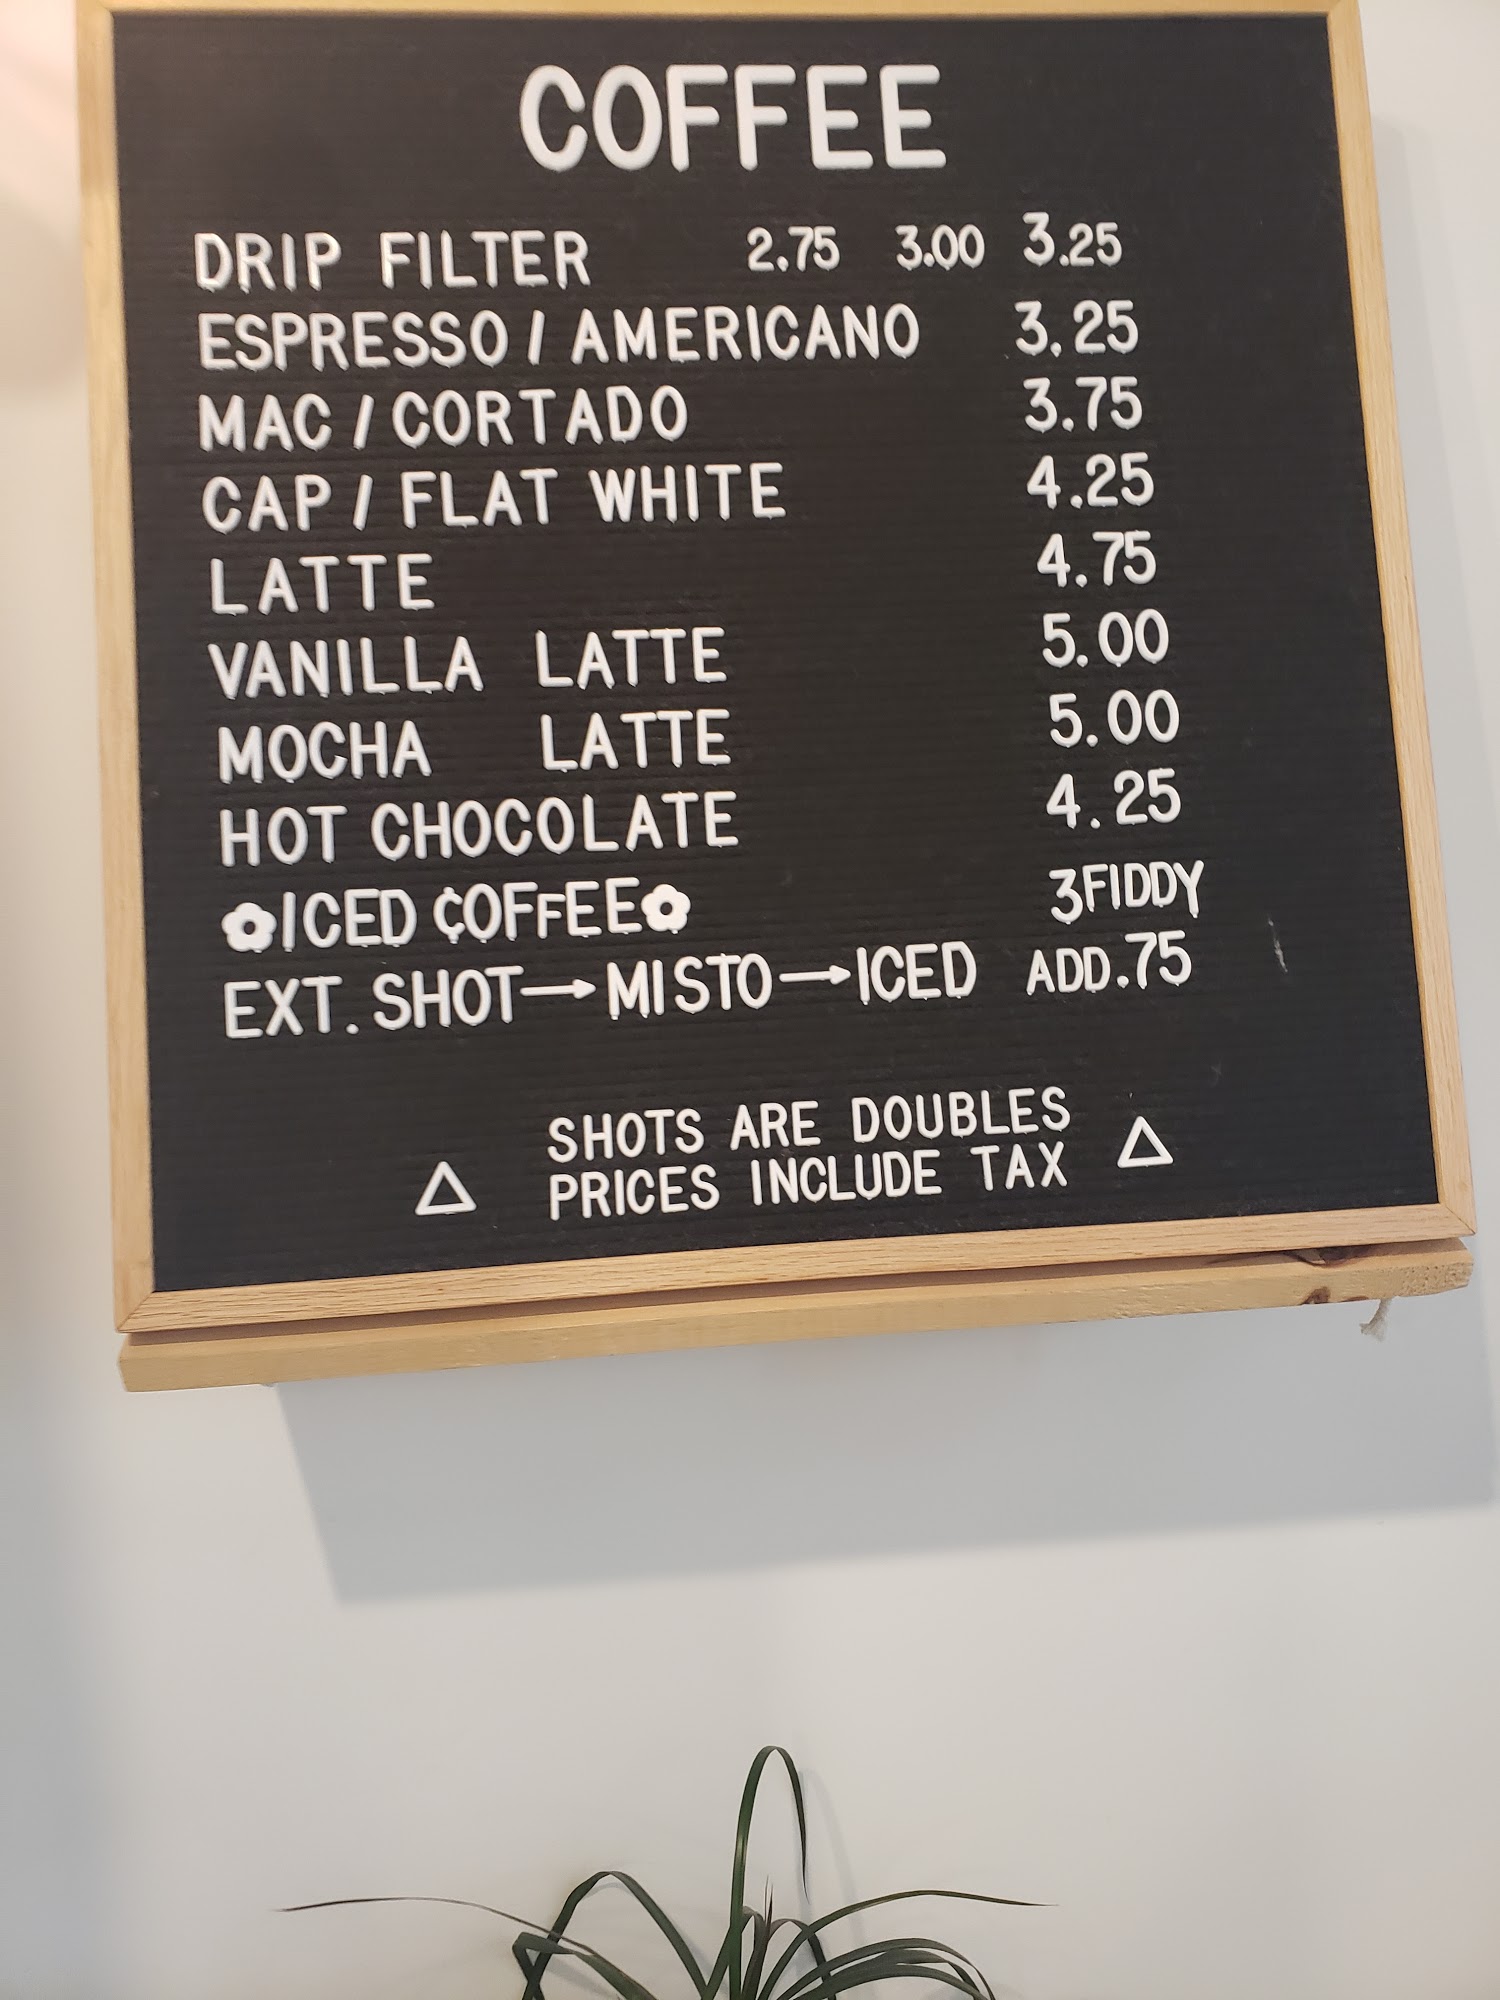 COFFEE
DRIP FILTER 2.75 3.00 3.25
ESPRESSO / AMERICANO 3.25
MAC / CORTADO 3.75
CAP / FLAT WHITE 4.25
LATTE 4.75
VANILLA LATTE 5.00
MOCHA LATTE 5.00
HOT CHOCOLATE 4.25
✿ICED ¢OFFEE✿ 3FIDDY
EXT. SHOT→MISTO→ICED ADD.75
SHOTS ARE DOUBLES
△ PRICES INCLUDE TAX △